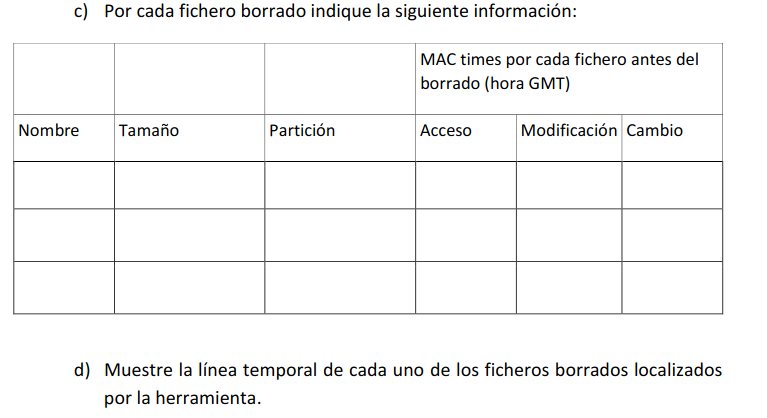 c) Por cada fichero borrado indique la siguiente información:
MAC times por cada fichero antes del
borrado (hora GMT)
Nombre Tamaño Partición Acceso Modificación Cambio
d) Muestre la línea temporal de cada uno de los ficheros borrados localizados
por la herramienta.